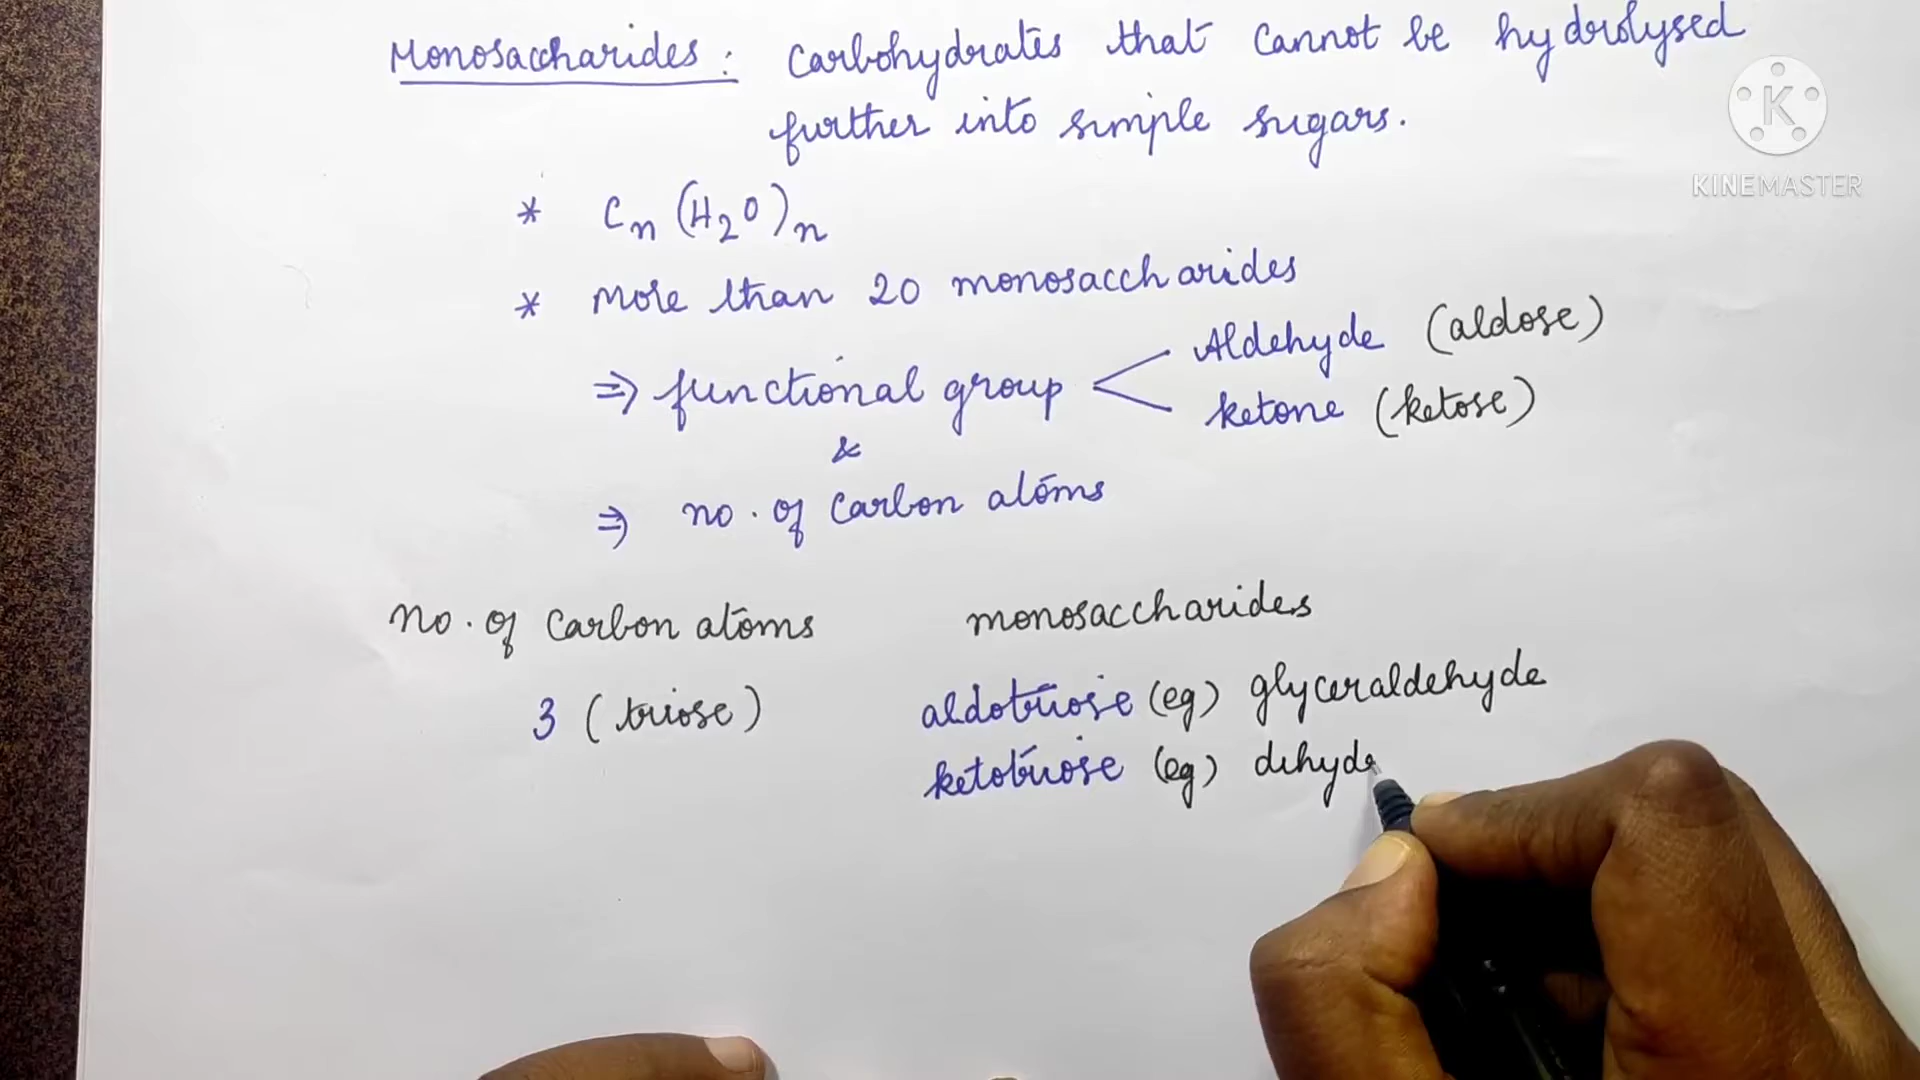 Monosaccharides: Carbohydrates that cannot be hydrolysed
further into simple sugars.
KINEMASTER
* Cn (H2O)n
* More than 20 monosaccharides
⇒ functional group < Aldehyde (aldose)
ketone (ketose)
&
⇒ no. of carbon atoms
No. of carbon atoms monosaccharides
3 (triose) aldotriose (eg) glyceraldehyde
ketotriose (eg) dihyd